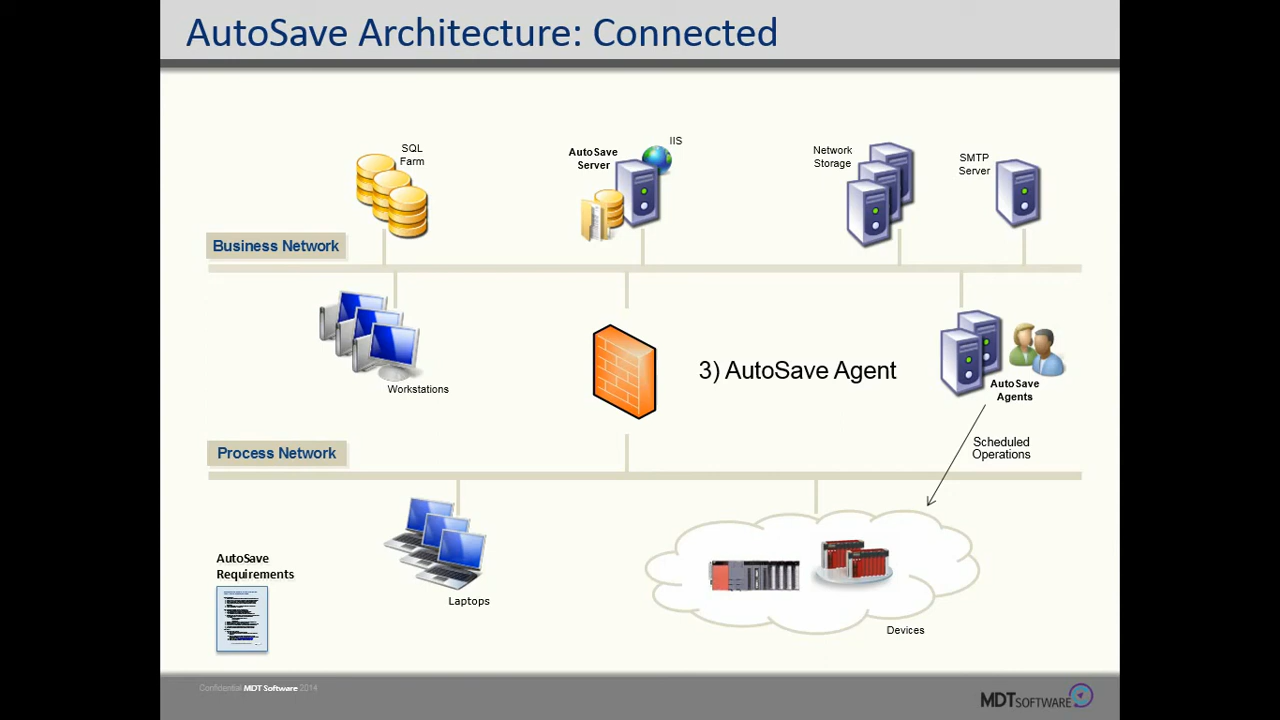 AutoSave Architecture: Connected
SQL
Farm
AutoSave
Server
IIS
Network
Storage
SMTP
Server
Business Network
Workstations
3) AutoSave Agent
AutoSave
Agents
Scheduled
Operations
Process Network
Laptops
Devices
AutoSave
Requirements
Confidential MDT Software 2014
MDTSOFTWARE